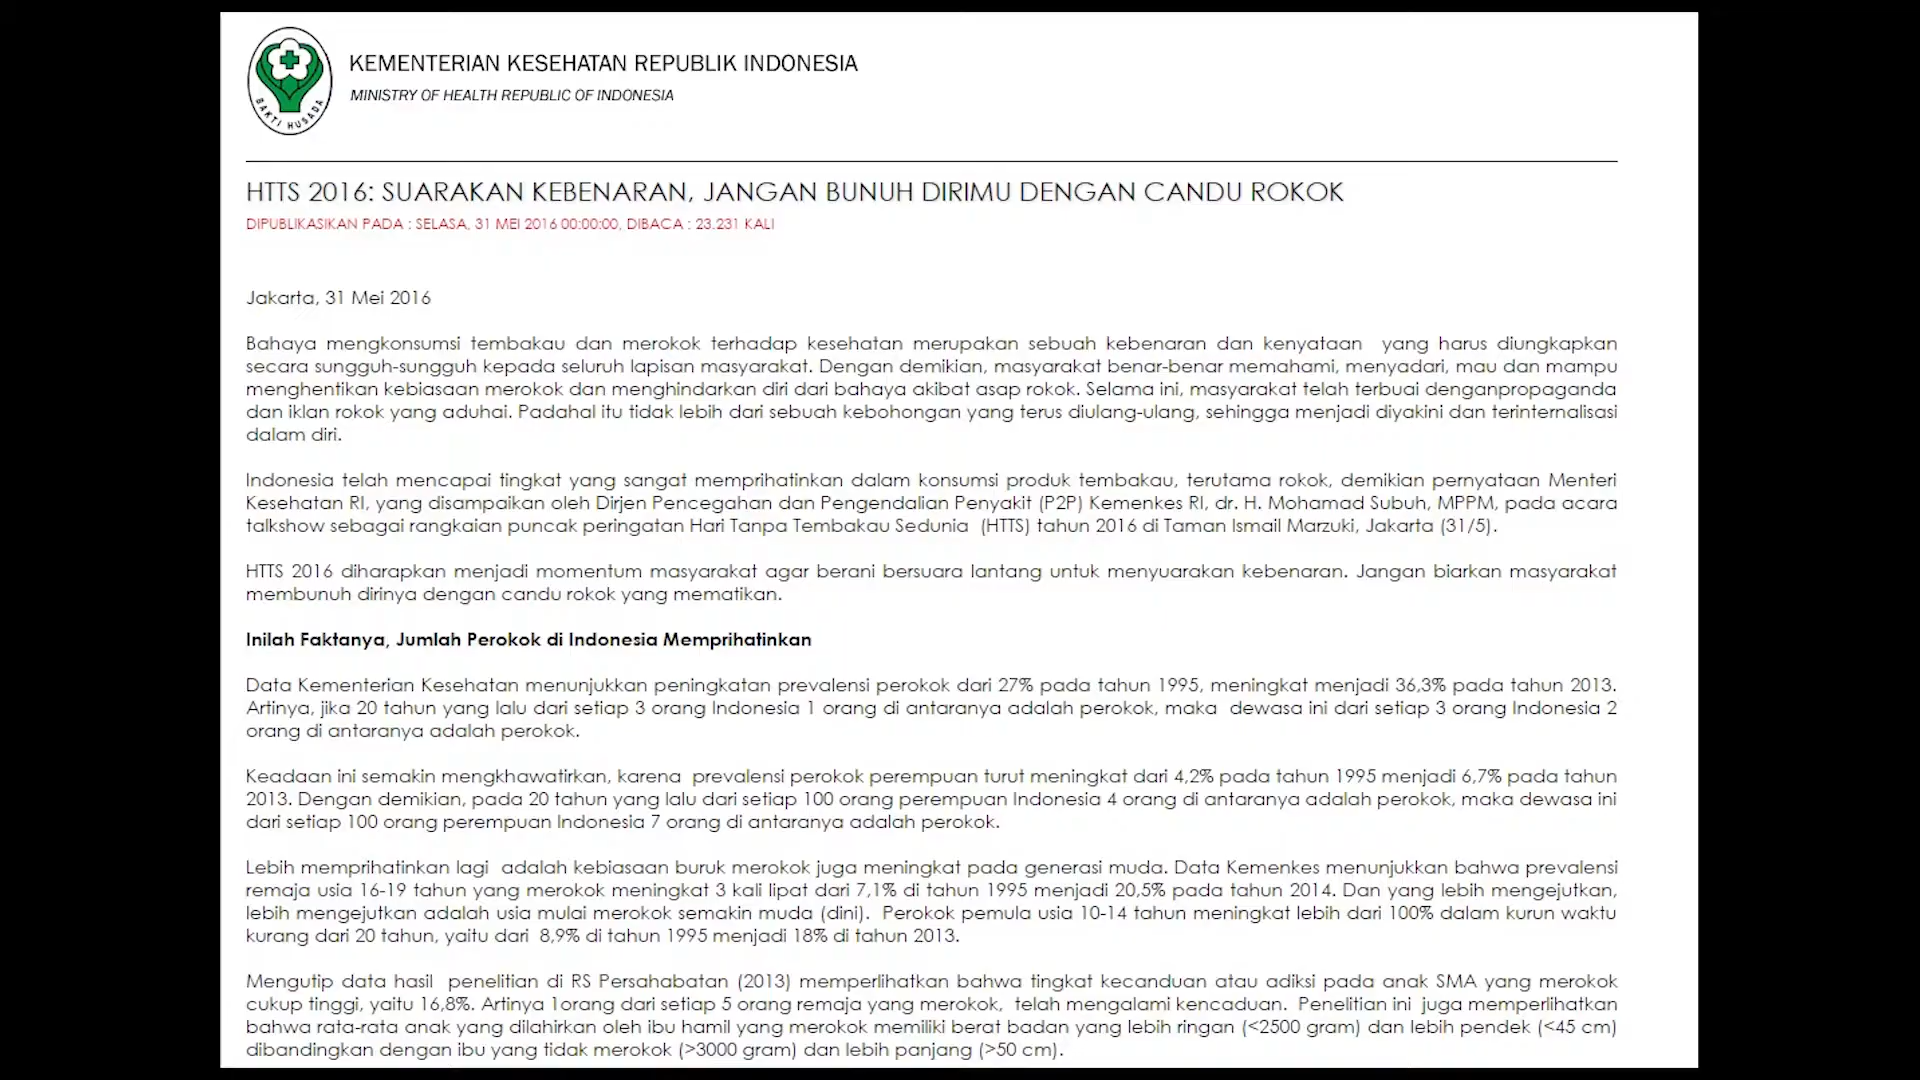 BAKTI HUSADA
KEMENTERIAN KESEHATAN REPUBLIK INDONESIA
MINISTRY OF HEALTH REPUBLIC OF INDONESIA
HTTS 2016: SUARAKAN KEBENARAN, JANGAN BUNUH DIRIMU DENGAN CANDU ROKOK
DIPUBLIKASIKAN PADA : SELASA, 31 MEI 2016 00:00:00, DIBACA : 23.231 KALI
Jakarta, 31 Mei 2016
Bahaya mengkonsumsi tembakau dan merokok terhadap kesehatan merupakan sebuah kebenaran dan kenyataan yang harus diungkapkan
secara sungguh-sungguh kepada seluruh lapisan masyarakat. Dengan demikian, masyarakat benar-benar memahami, menyadari, mau dan mampu
menghentikan kebiasaan merokok dan menghindarkan diri dari bahaya akibat asap rokok. Selama ini, masyarakat telah terbuai denganpropaganda
dan iklan rokok yang aduhai. Padahal itu tidak lebih dari sebuah kebohongan yang terus diulang-ulang, sehingga menjadi diyakini dan terinternalisasi
dalam diri.
Indonesia telah mencapai tingkat yang sangat memprihatinkan dalam konsumsi produk tembakau, terutama rokok, demikian pernyataan Menteri
Kesehatan RI, yang disampaikan oleh Dirjen Pencegahan dan Pengendalian Penyakit (P2P) Kemenkes RI, dr. H. Mohamad Subuh, MPPM, pada acara
talkshow sebagai rangkaian puncak peringatan Hari Tanpa Tembakau Sedunia (HTTS) tahun 2016 di Taman Ismail Marzuki, Jakarta (31/5).
HTTS 2016 diharapkan menjadi momentum masyarakat agar berani bersuara lantang untuk menyuarakan kebenaran. Jangan biarkan masyarakat
membunuh dirinya dengan candu rokok yang mematikan.
Inilah Faktanya, Jumlah Perokok di Indonesia Memprihatinkan
Data Kementerian Kesehatan menunjukkan peningkatan prevalensi perokok dari 27% pada tahun 1995, meningkat menjadi 36,3% pada tahun 2013.
Artinya, jika 20 tahun yang lalu dari setiap 3 orang Indonesia 1 orang di antaranya adalah perokok, maka dewasa ini dari setiap 3 orang Indonesia 2
orang di antaranya adalah perokok.
Keadaan ini semakin mengkhawatirkan, karena prevalensi perokok perempuan turut meningkat dari 4,2% pada tahun 1995 menjadi 6,7% pada tahun
2013. Dengan demikian, pada 20 tahun yang lalu dari setiap 100 orang perempuan Indonesia 4 orang di antaranya adalah perokok, maka dewasa ini
dari setiap 100 orang perempuan Indonesia 7 orang di antaranya adalah perokok.
Lebih memprihatinkan lagi adalah kebiasaan buruk merokok juga meningkat pada generasi muda. Data Kemenkes menunjukkan bahwa prevalensi
remaja usia 16-19 tahun yang merokok meningkat 3 kali lipat dari 7,1% di tahun 1995 menjadi 20,5% pada tahun 2014. Dan yang lebih mengejutkan,
lebih mengejutkan adalah usia mulai merokok semakin muda (dini). Perokok pemula usia 10-14 tahun meningkat lebih dari 100% dalam kurun waktu
kurang dari 20 tahun, yaitu dari 8,9% di tahun 1995 menjadi 18% di tahun 2013.
Mengutip data hasil penelitian di RS Persahabatan (2013) memperlihatkan bahwa tingkat kecanduan atau adiksi pada anak SMA yang merokok
cukup tinggi, yaitu 16,8%. Artinya 1orang dari setiap 5 orang remaja yang merokok, telah mengalami kencaduan. Penelitian ini juga memperlihatkan
bahwa rata-rata anak yang dilahirkan oleh ibu hamil yang merokok memiliki berat badan yang lebih ringan (<2500 gram) dan lebih pendek (<45 cm)
dibandingkan dengan ibu yang tidak merokok (>3000 gram) dan lebih panjang (>50 cm).